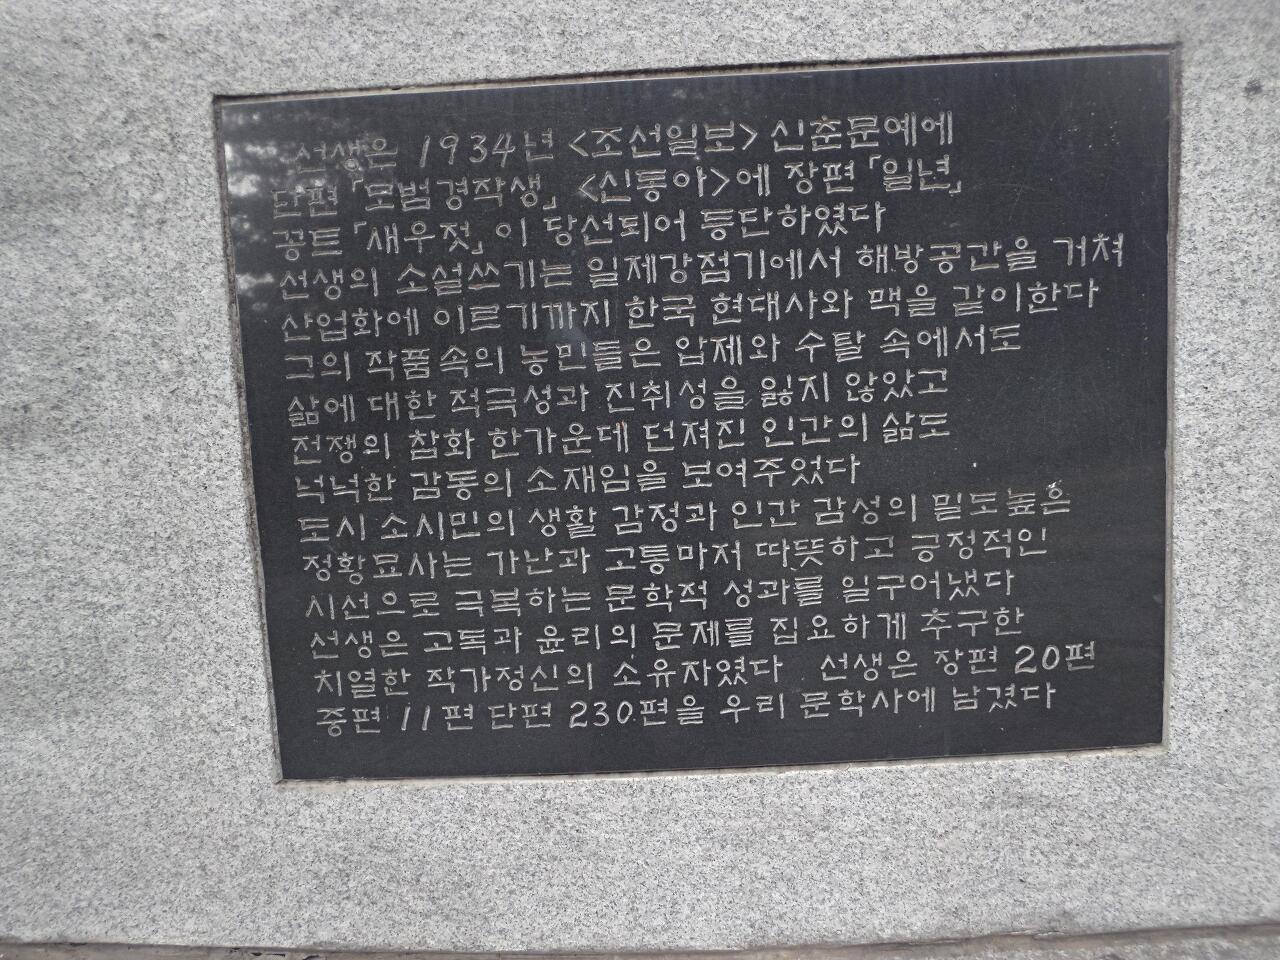 선생은 1934년 <조선일보> 신춘문예에
단편 「모범경작생」 <신동아>에 장편 「일년」
꽁트 「새우젓」이 당선되어 등단하였다
선생의 소설쓰기는 일제강점기에서 해방공간을 거쳐
산업화에 이르기까지 한국 현대사와 맥을 같이한다
그의 작품속의 농민들은 압제와 수탈 속에서도
삶에 대한 적극성과 진취성을 잃지 않았고
전쟁의 참화 한가운데 던져진 인간의 삶도
넉넉한 감동의 소재임을 보여주었다
도시 소시민의 생활 감정과 인간 감성의 밀도높은
정황묘사는 가난과 고통마저 따뜻하고 긍정적인
시선으로 극복하는 문학적 성과를 일구어냈다
선생은 고독과 윤리의 문제를 집요하게 추구한
치열한 작가정신의 소유자였다 선생은 장편 20편
중편 11편 단편 230편을 우리 문학사에 남겼다